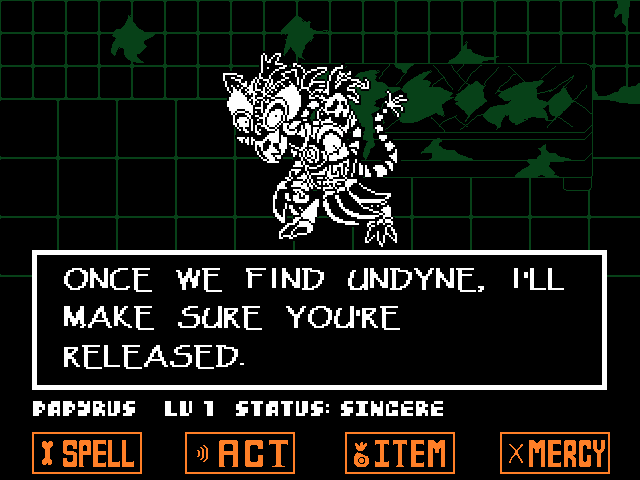 ONCE WE FIND UNDYNE, I'LL
MAKE SURE YOU'RE
RELEASED.
PAPYRUS LV 1 STATUS: SINCERE
SPELL ACT ITEM MERCY